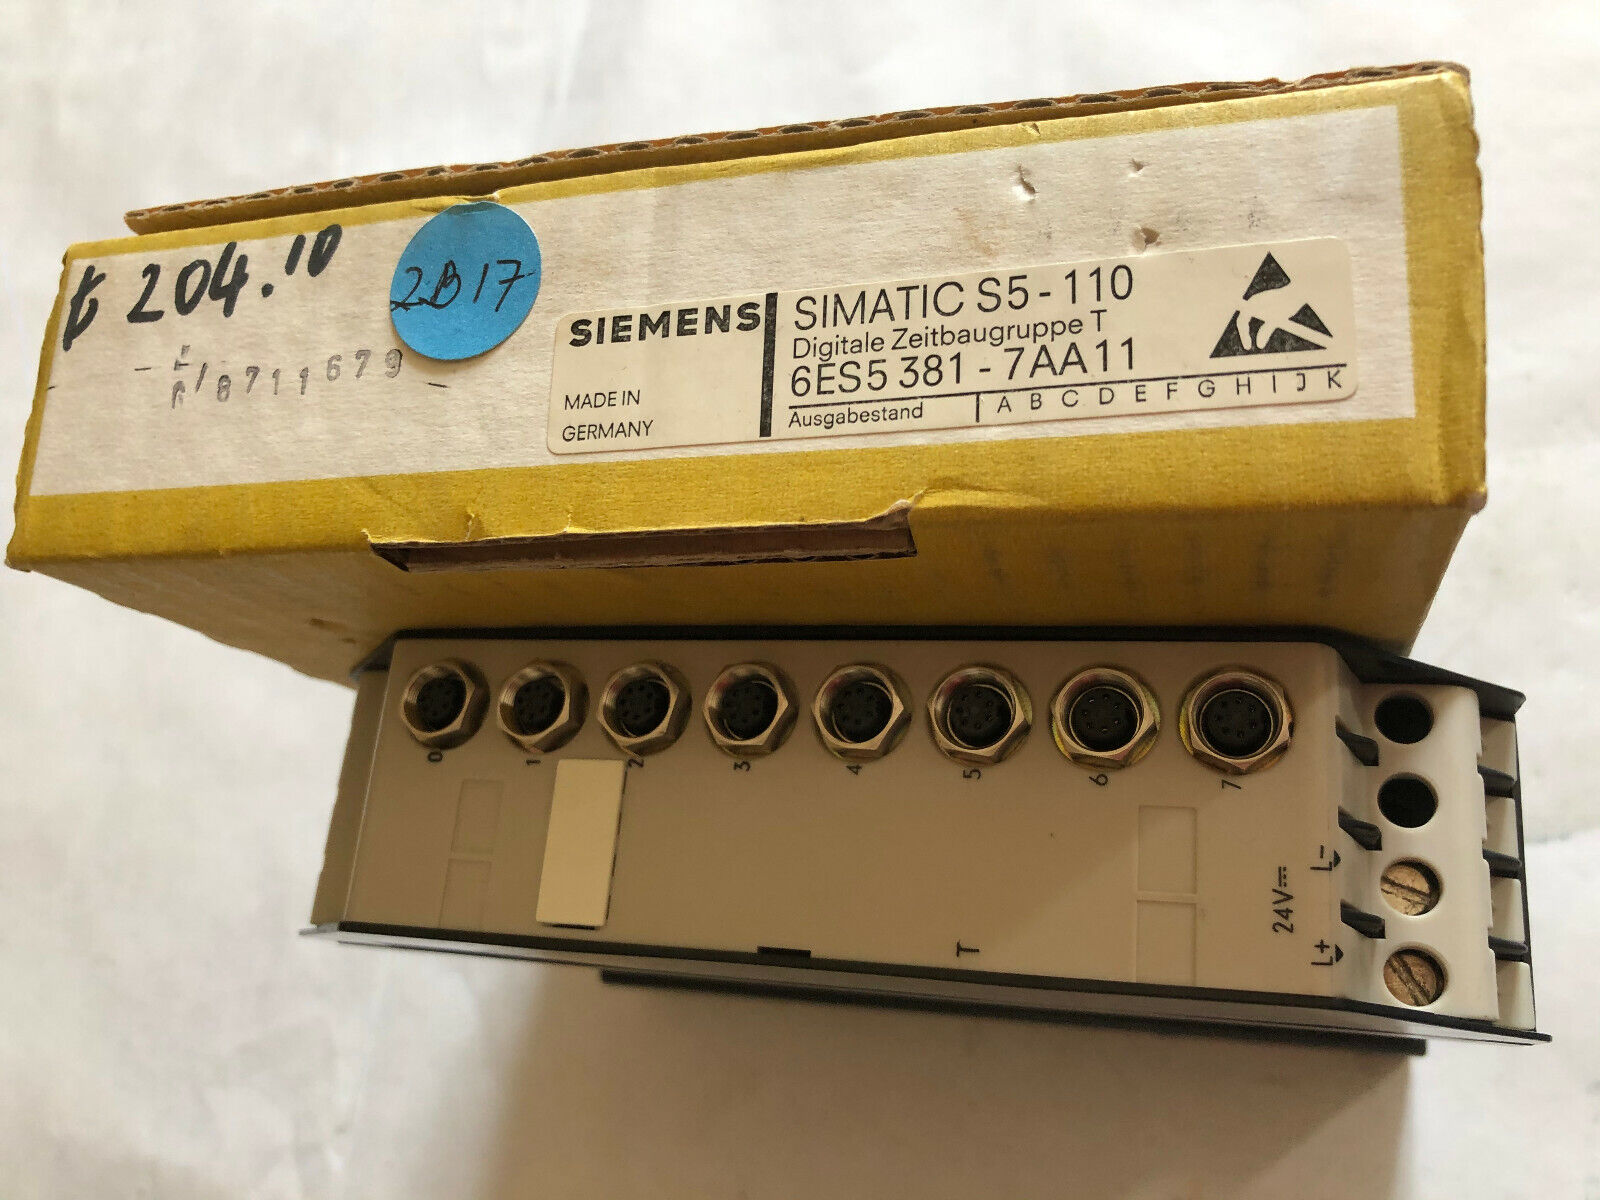 204.10
2B17
8711679
SIEMENS
MADE IN
GERMANY
SIMATIC S5-110
Digitale Zeitbaugruppe T
6ES5 381-7AA11
Ausgabestand
A B C D E F G H I J K
0 1 2 3 4 5 6 7
T
24V
L-
L+